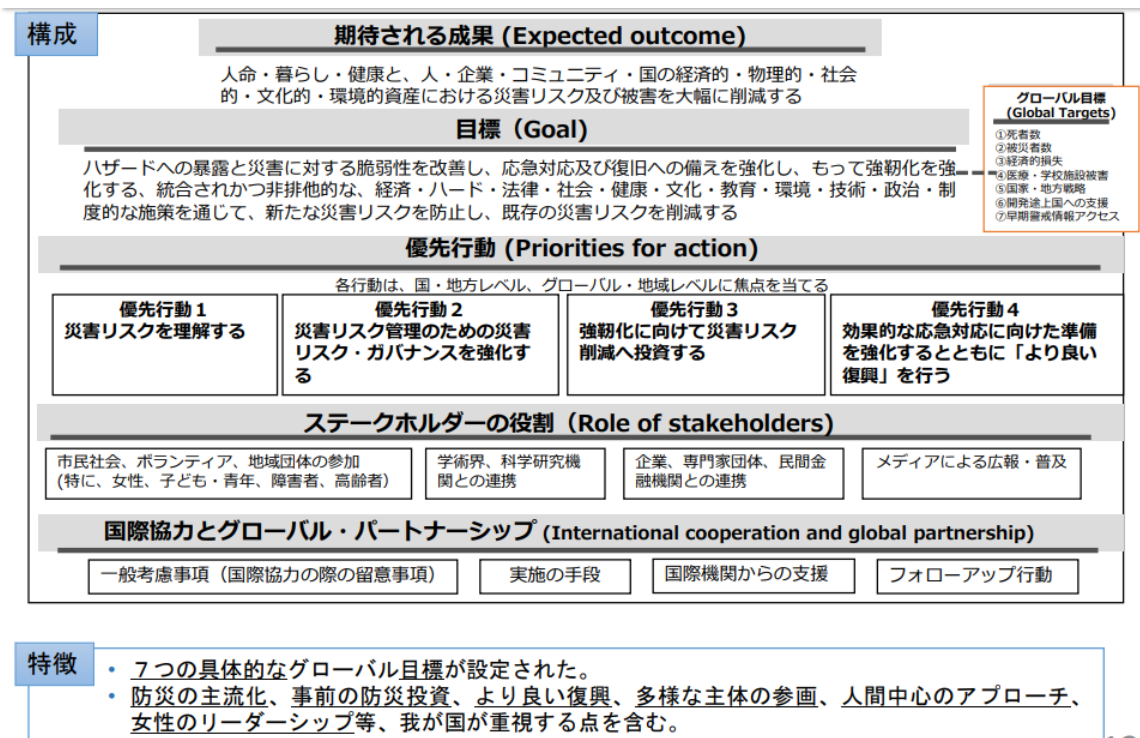 構成
期待される成果 (Expected outcome)
人命・暮らし・健康と、人・企業・コミュニティ・国の経済的・物理的・社会
的・文化的・環境的資産における災害リスク及び被害を大幅に削減する
グローバル目標
(Global Targets)
①死者数
②被災者数
③経済的損失
④医療・学校施設被害
⑤国家・地方戦略
⑥開発途上国への支援
⑦早期警戒情報アクセス
目標（Goal)
ハザードへの暴露と災害に対する脆弱性を改善し、応急対応及び復旧への備えを強化し、もって強靭化を強
化する、統合されかつ非排他的な、経済・ハード・法律・社会・健康・文化・教育・環境・技術・政治・制
度的な施策を通じて、新たな災害リスクを防止し、既存の災害リスクを削減する
優先行動 (Priorities for action)
各行動は、国・地方レベル、グローバル・地域レベルに焦点を当てる
優先行動１
災害リスクを理解する
優先行動２
災害リスク管理のための災害
リスク・ガバナンスを強化す
る
優先行動３
強靭化に向けて災害リスク
削減へ投資する
優先行動４
効果的な応急対応に向けた準備
を強化するとともに「より良い
復興」を行う
ステークホルダーの役割（Role of stakeholders)
市民社会、ボランティア、地域団体の参加
(特に、女性、子ども・青年、障害者、高齢者）
学術界、科学研究機
関との連携
企業、専門家団体、民間金
融機関との連携
メディアによる広報・普及
国際協力とグローバル・パートナーシップ (International cooperation and global partnership)
一般考慮事項（国際協力の際の留意事項）
実施の手段
国際機関からの支援
フォローアップ行動
特徴
• ７つの具体的なグローバル目標が設定された。
• 防災の主流化、事前の防災投資、より良い復興、多様な主体の参画、人間中心のアプローチ、
女性のリーダーシップ等、我が国が重視する点を含む。